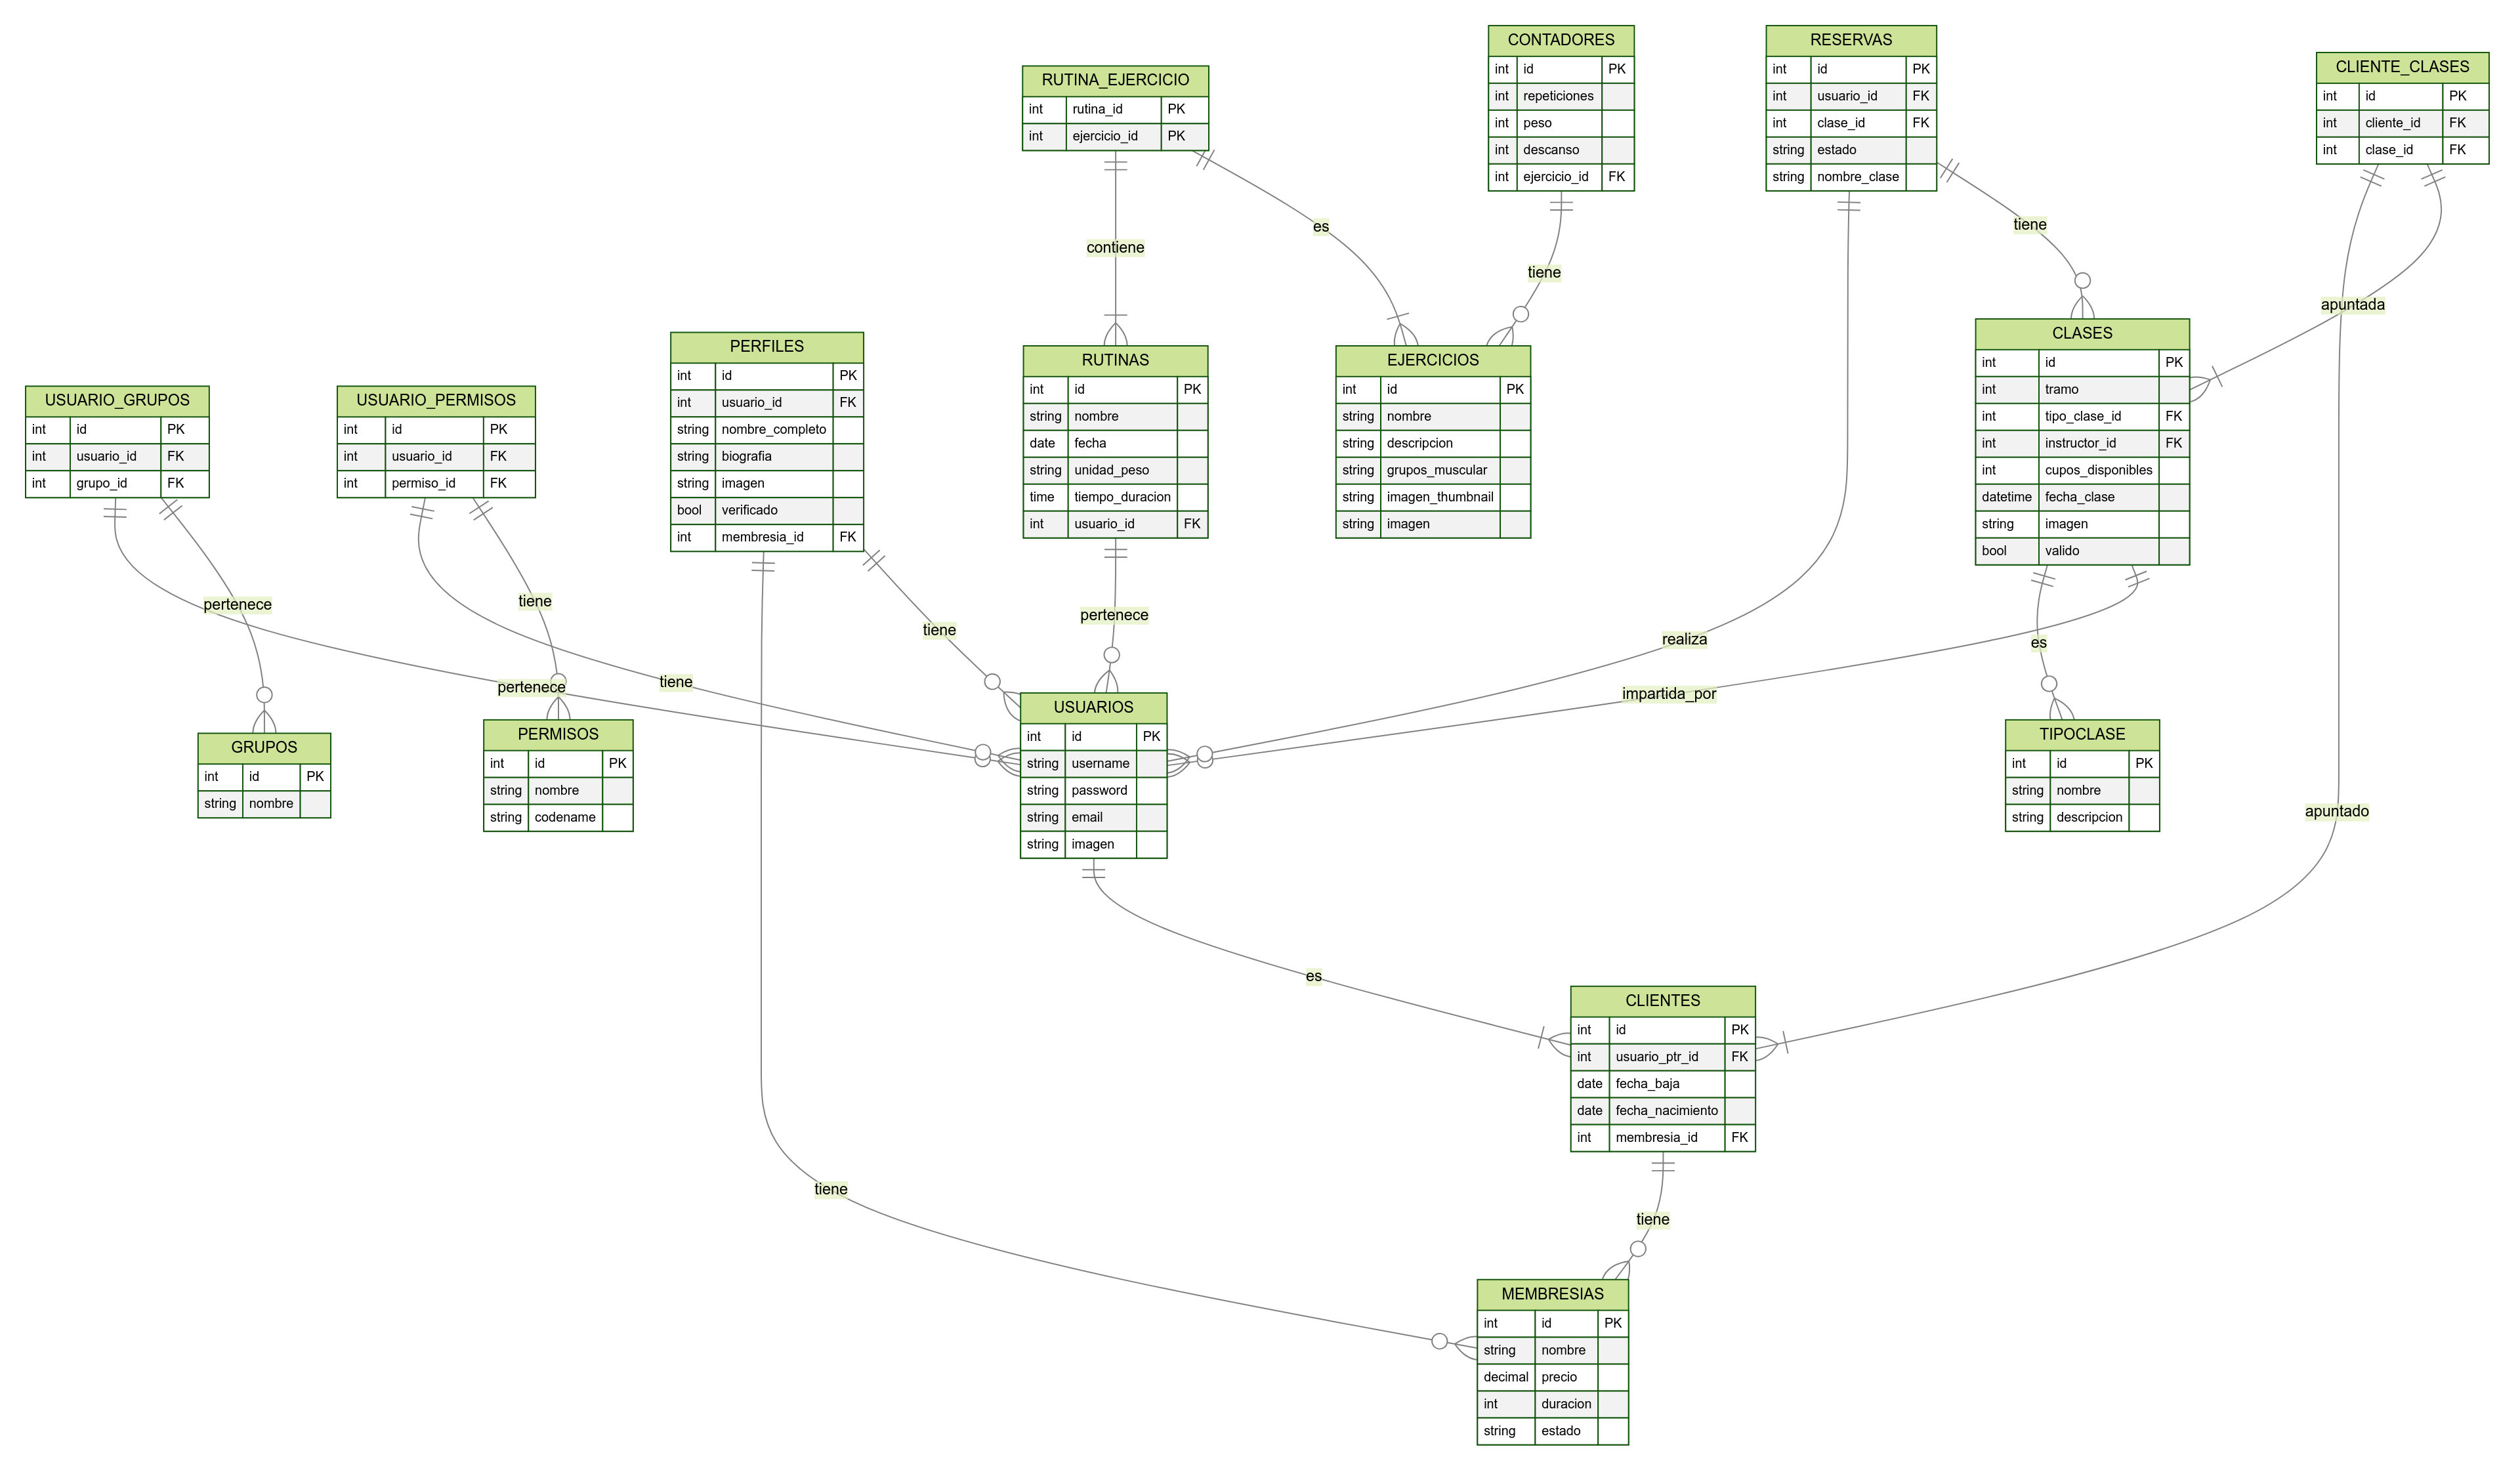 CONTADORES
int id PK
int repeticiones
int peso
int descanso
int ejercicio_id FK
RESERVAS
int id PK
int usuario_id FK
int clase_id FK
string estado
string nombre_clase
CLIENTE_CLASES
int id PK
int cliente_id FK
int clase_id FK
RUTINA_EJERCICIO
int rutina_id PK
int ejercicio_id PK
tiene
es
contiene
tiene
apuntada
CLASES
int id PK
int tramo
int tipo_clase_id FK
int instructor_id FK
int cupos_disponibles
datetime fecha_clase
string imagen
bool valido
PERFILES
int id PK
int usuario_id FK
string nombre_completo
string biografia
string imagen
bool verificado
int membresia_id FK
RUTINAS
int id PK
string nombre
date fecha
string unidad_peso
time tiempo_duracion
int usuario_id FK
EJERCICIOS
int id PK
string nombre
string descripcion
string grupos_muscular
string imagen_thumbnail
string imagen
USUARIO_GRUPOS
int id PK
int usuario_id FK
int grupo_id FK
USUARIO_PERMISOS
int id PK
int usuario_id FK
int permiso_id FK
pertenece
tiene
pertenece
tiene
realiza
es
tiene
pertenece
impartida_por
USUARIOS
int id PK
string username
string password
string email
string imagen
GRUPOS
int id PK
string nombre
PERMISOS
int id PK
string nombre
string codename
TIPOCLASE
int id PK
string nombre
string descripcion
apuntado
es
CLIENTES
int id PK
int usuario_ptr_id FK
date fecha_baja
date fecha_nacimiento
int membresia_id FK
tiene
tiene
MEMBRESIAS
int id PK
string nombre
decimal precio
int duracion
string estado